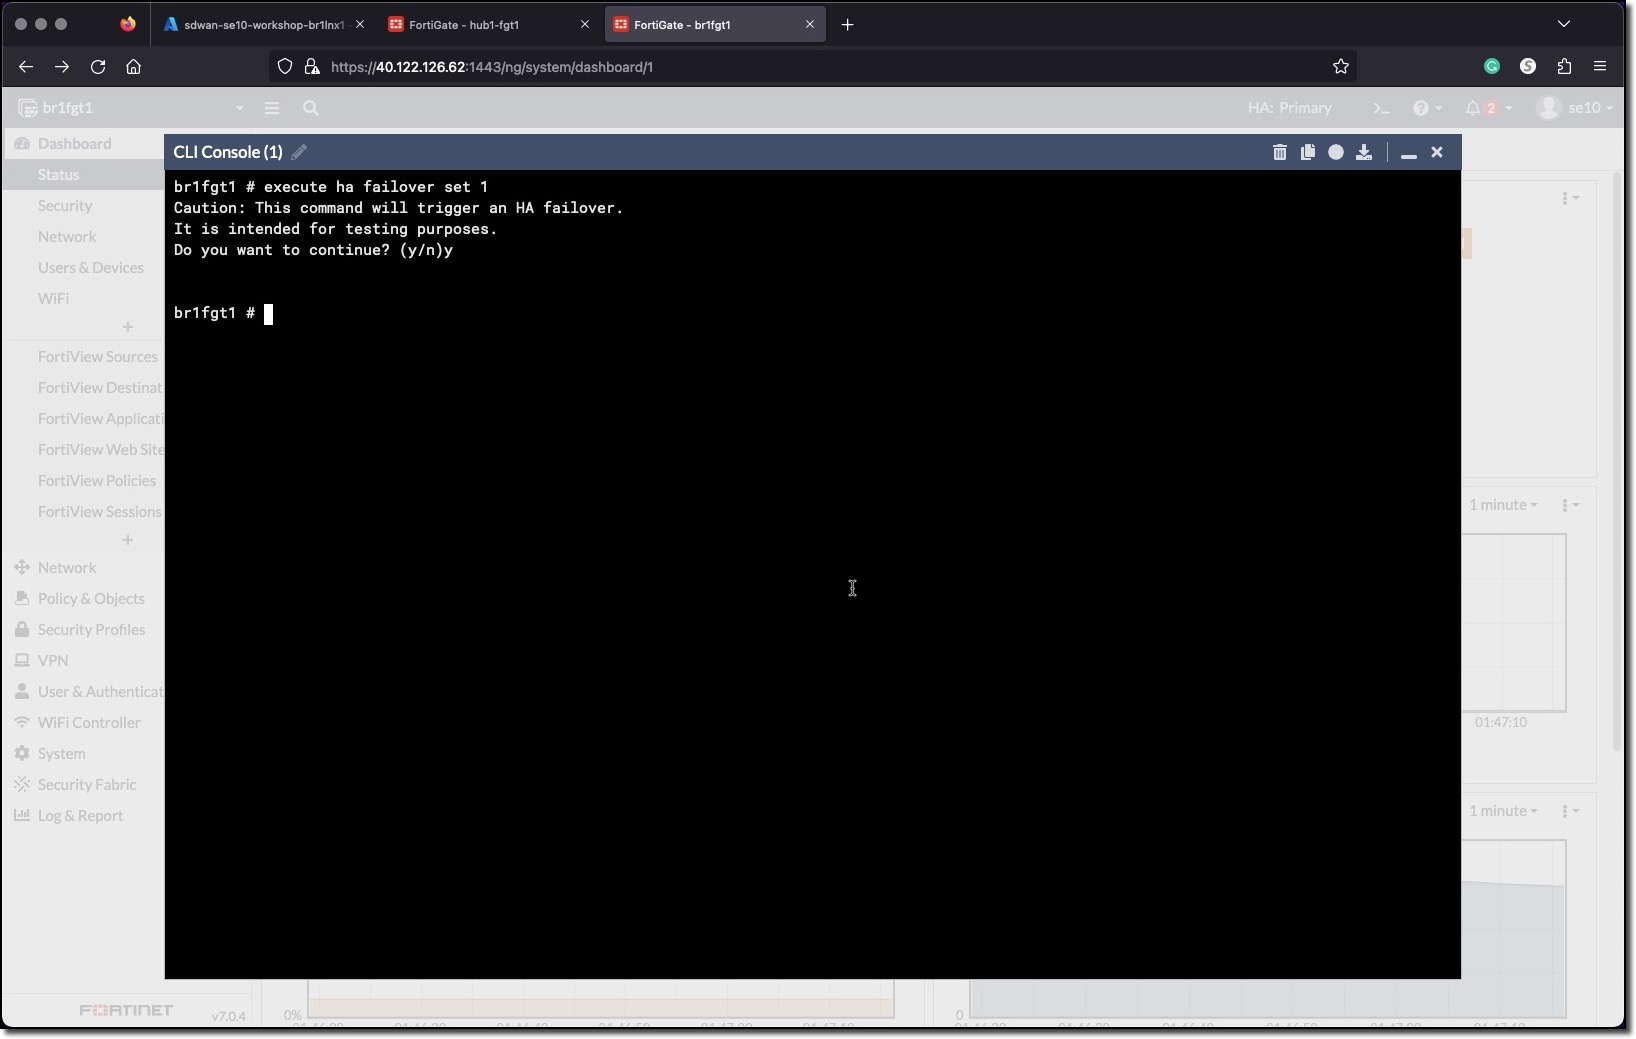 sdwan-se10-workshop-br1lnx1
FortiGate - hub1-fgt1
FortiGate - br1fgt1
https://40.122.126.62:1443/ng/system/dashboard/1
br1fgt1
HA: Primary
>_
2
se10
Dashboard
CLI Console (1)
Status
br1fgt1 # execute ha failover set 1
Security
Caution: This command will trigger an HA failover.
It is intended for testing purposes.
Network
Do you want to continue? (y/n)y
Users & Devices
WiFi
br1fgt1 #
FortiView Sources
FortiView Destinat
FortiView Applicati
FortiView Web Site
FortiView Policies
FortiView Sessions
1 minute
Network
Policy & Objects
Security Profiles
VPN
User & Authenticat
WiFi Controller
01:47:10
System
Security Fabric
Log & Report
1 minute
FORTINET
v7.0.4
0%
0